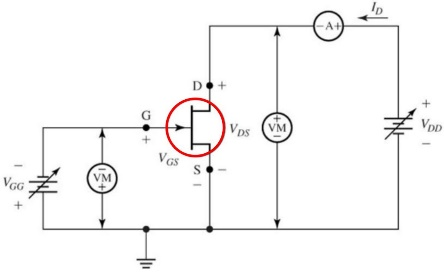 I_D
−A+
D +
G
+
V_DS
+
VM
−
+
V_DD
−
V_GS
S −
−
−
V_GG
+
−
VM
+